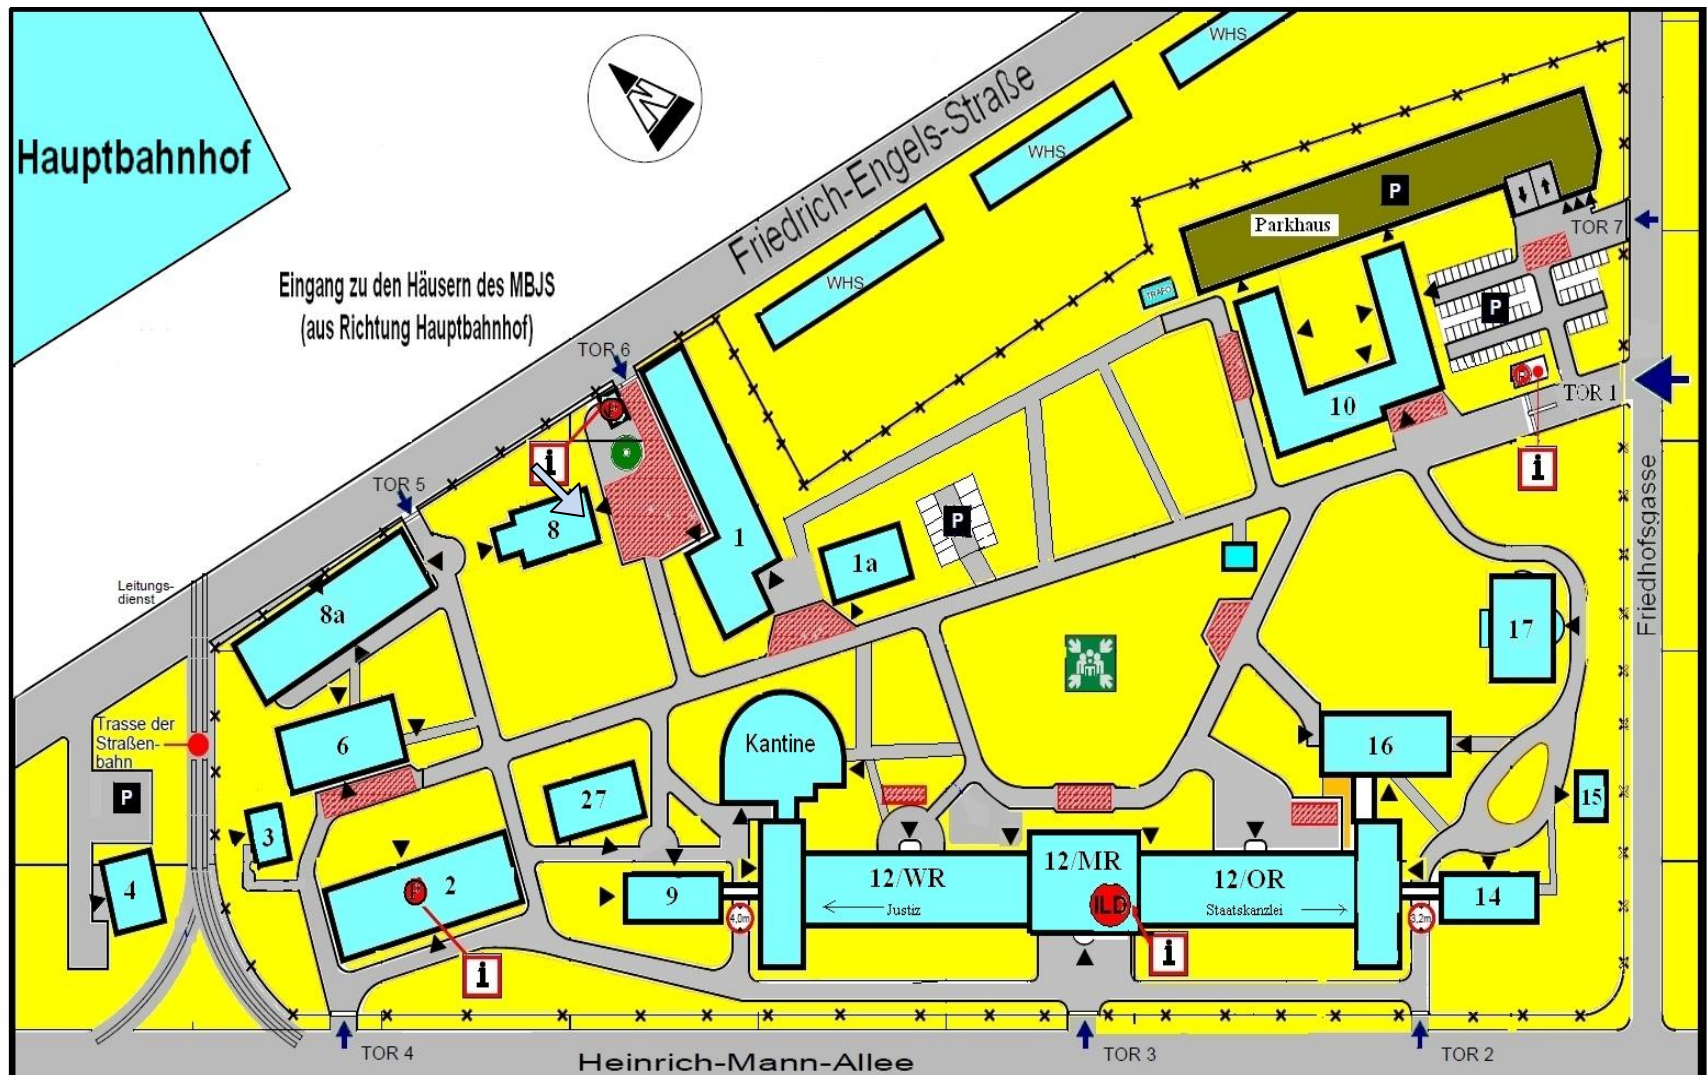 WHS
N
Friedrich-Engels-Straße
Hauptbahnhof
WHS
P
Parkhaus
TOR 7
Eingang zu den Häusern des MBJS
(aus Richtung Hauptbahnhof)
WHS
TRAFO
P
TOR 6
TOR 1
10
i
i
TOR 5
P
8
1
1a
Leitungs-
dienst
8a
17
Friedhofsgasse
Trasse der
Straßen-
bahn
6
Kantine
16
P
27
15
3
12/MR
4
2
9
12/WR
12/OR
14
ILD
Justiz
Staatskanzlei
4,0m
3,2m
i
i
TOR 4
TOR 3
TOR 2
Heinrich-Mann-Allee